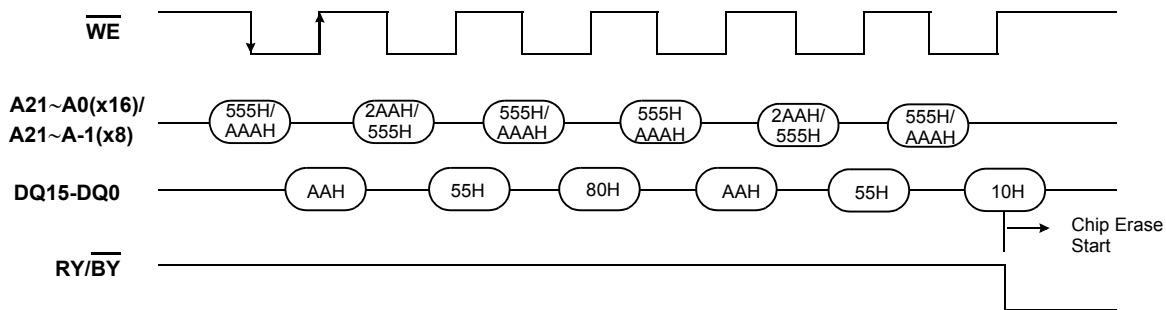 WE
A21~A0(x16)/
A21~A-1(x8)
555H/
AAAH
2AAH/
555H
555H/
AAAH
555H
AAAH
2AAH/
555H
555H/
AAAH
DQ15-DQ0
AAH
55H
80H
AAH
55H
10H
Chip Erase
Start
RY/BY